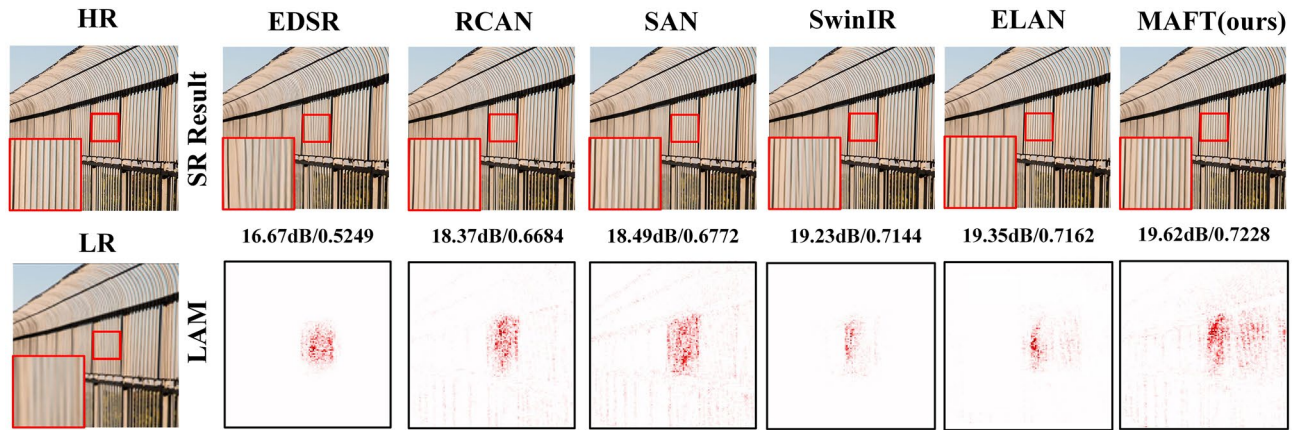 HR
EDSR
RCAN
SAN
SwinIR
ELAN
MAFT(ours)
SR Result
LR
16.67dB/0.5249
18.37dB/0.6684
18.49dB/0.6772
19.23dB/0.7144
19.35dB/0.7162
19.62dB/0.7228
LAM